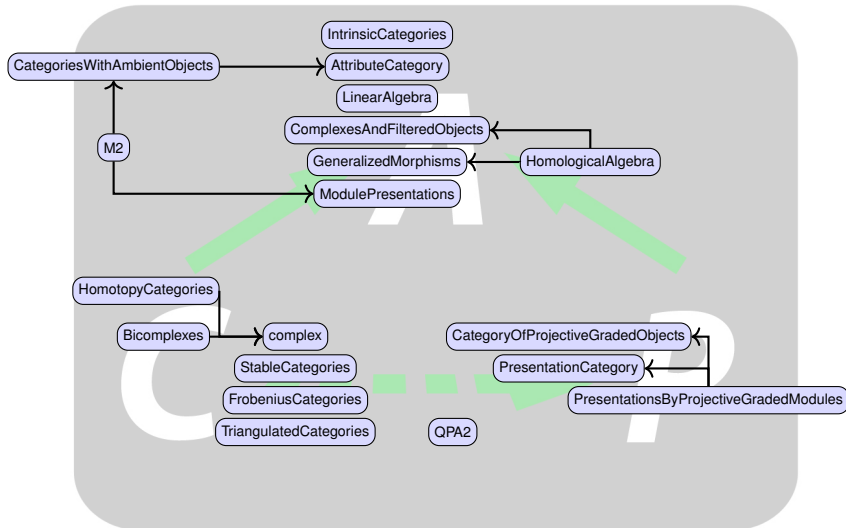 IntrinsicCategories
CategoriesWithAmbientObjects
AttributeCategory
LinearAlgebra
ComplexesAndFilteredObjects
M2
GeneralizedMorphisms
HomologicalAlgebra
ModulePresentations
A
HomotopyCategories
Bicomplexes
complex
CategoryOfProjectiveGradedObjects
StableCategories
PresentationCategory
FrobeniusCategories
PresentationsByProjectiveGradedModules
TriangulatedCategories
QPA2
C
P